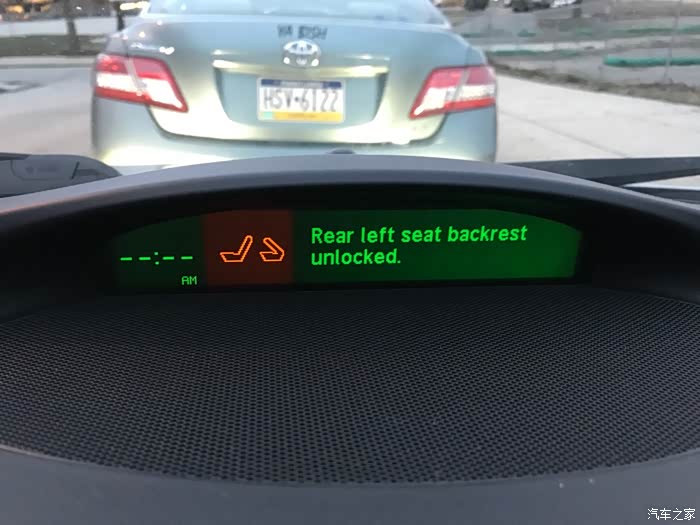 HSV-6122
--:--
AM
Rear left seat backrest
unlocked.
汽车之家